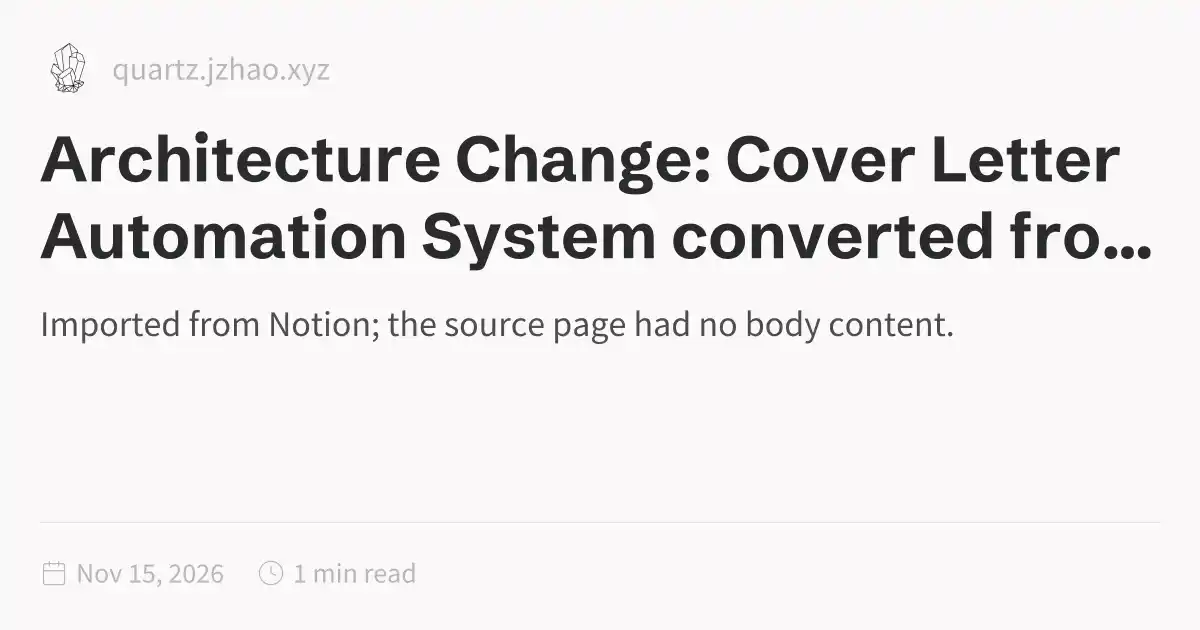 quartz.jzhao.xyz
Architecture Change: Cover Letter
Automation System converted fro...
Imported from Notion; the source page had no body content.
Nov 15, 2026 1 min read